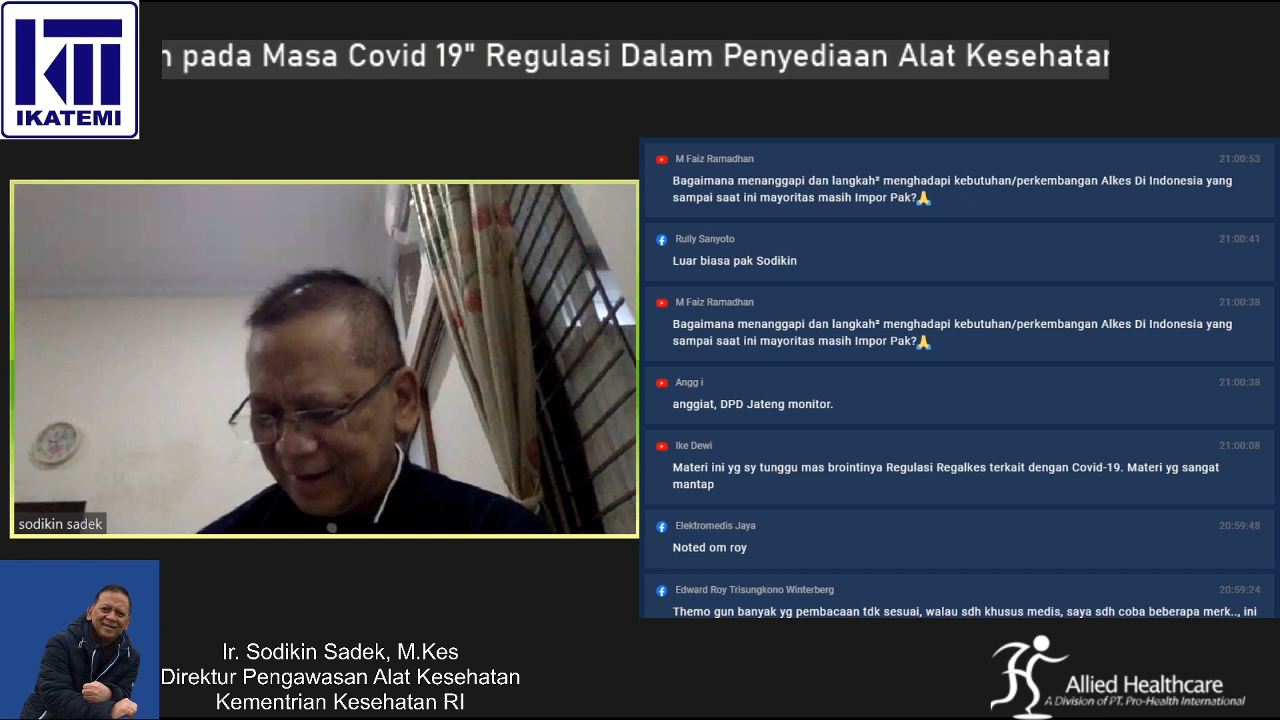 KTI
IKATEMI
pada Masa Covid 19" Regulasi Dalam Penyediaan Alat Kesehatan
M Faiz Ramadhan 21:00:53
Bagaimana menanggapi dan langkah² menghadapi kebutuhan/perkembangan Alkes Di Indonesia yang
sampai saat ini mayoritas masih Impor Pak?🙏
Rully Sanyoto 21:00:41
Luar biasa pak Sodikin
M Faiz Ramadhan 21:00:38
Bagaimana menanggapi dan langkah² menghadapi kebutuhan/perkembangan Alkes Di Indonesia yang
sampai saat ini mayoritas masih Impor Pak?🙏
Angg i 21:00:38
anggiat, DPD Jateng monitor.
Ike Dewi 21:00:08
Materi ini yg sy tunggu mas brointinya Regulasi Regalkes terkait dengan Covid-19. Materi yg sangat
mantap
Elektromedis Jaya 20:59:48
Noted om roy
Edward Roy Trisungkono Winterberg 20:59:24
Themo gun banyak yg pembacaan tdk sesuai, walau sdh khusus medis, saya sdh coba beberapa merk.., ini
sodikin sadek
Ir. Sodikin Sadek, M.Kes
Direktur Pengawasan Alat Kesehatan
Kementrian Kesehatan RI
Allied Healthcare
A Division of PT. Pro-Health International